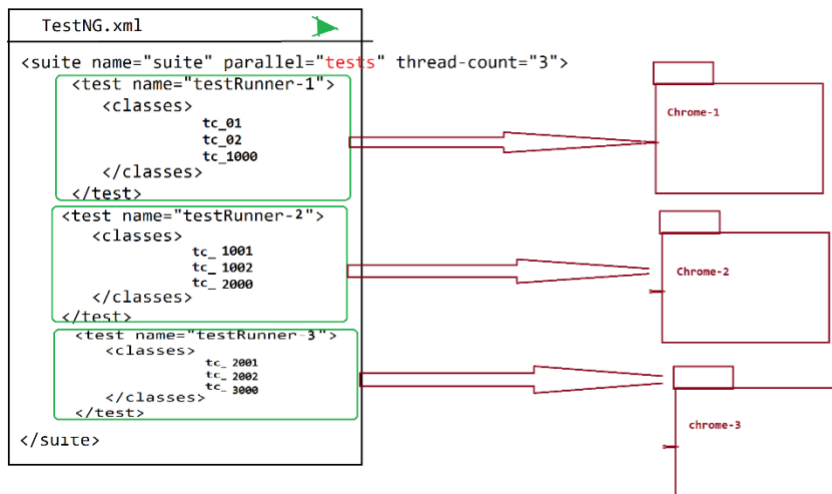 TestNG.xml
<suite name="suite" parallel="tests" thread-count="3">
<test name="testRunner-1">
<classes>
tc_01
tc_02
tc_1000
</classes>
</test>
<test name="testRunner-2">
<classes>
tc_ 1001
tc_ 1002
tc_ 2000
</classes>
</test>
<test name="testRunner-3">
<classes>
tc_ 2001
tc_ 2002
tc_ 3000
</classes>
</test>
</suite>
Chrome-1
Chrome-2
chrome-3